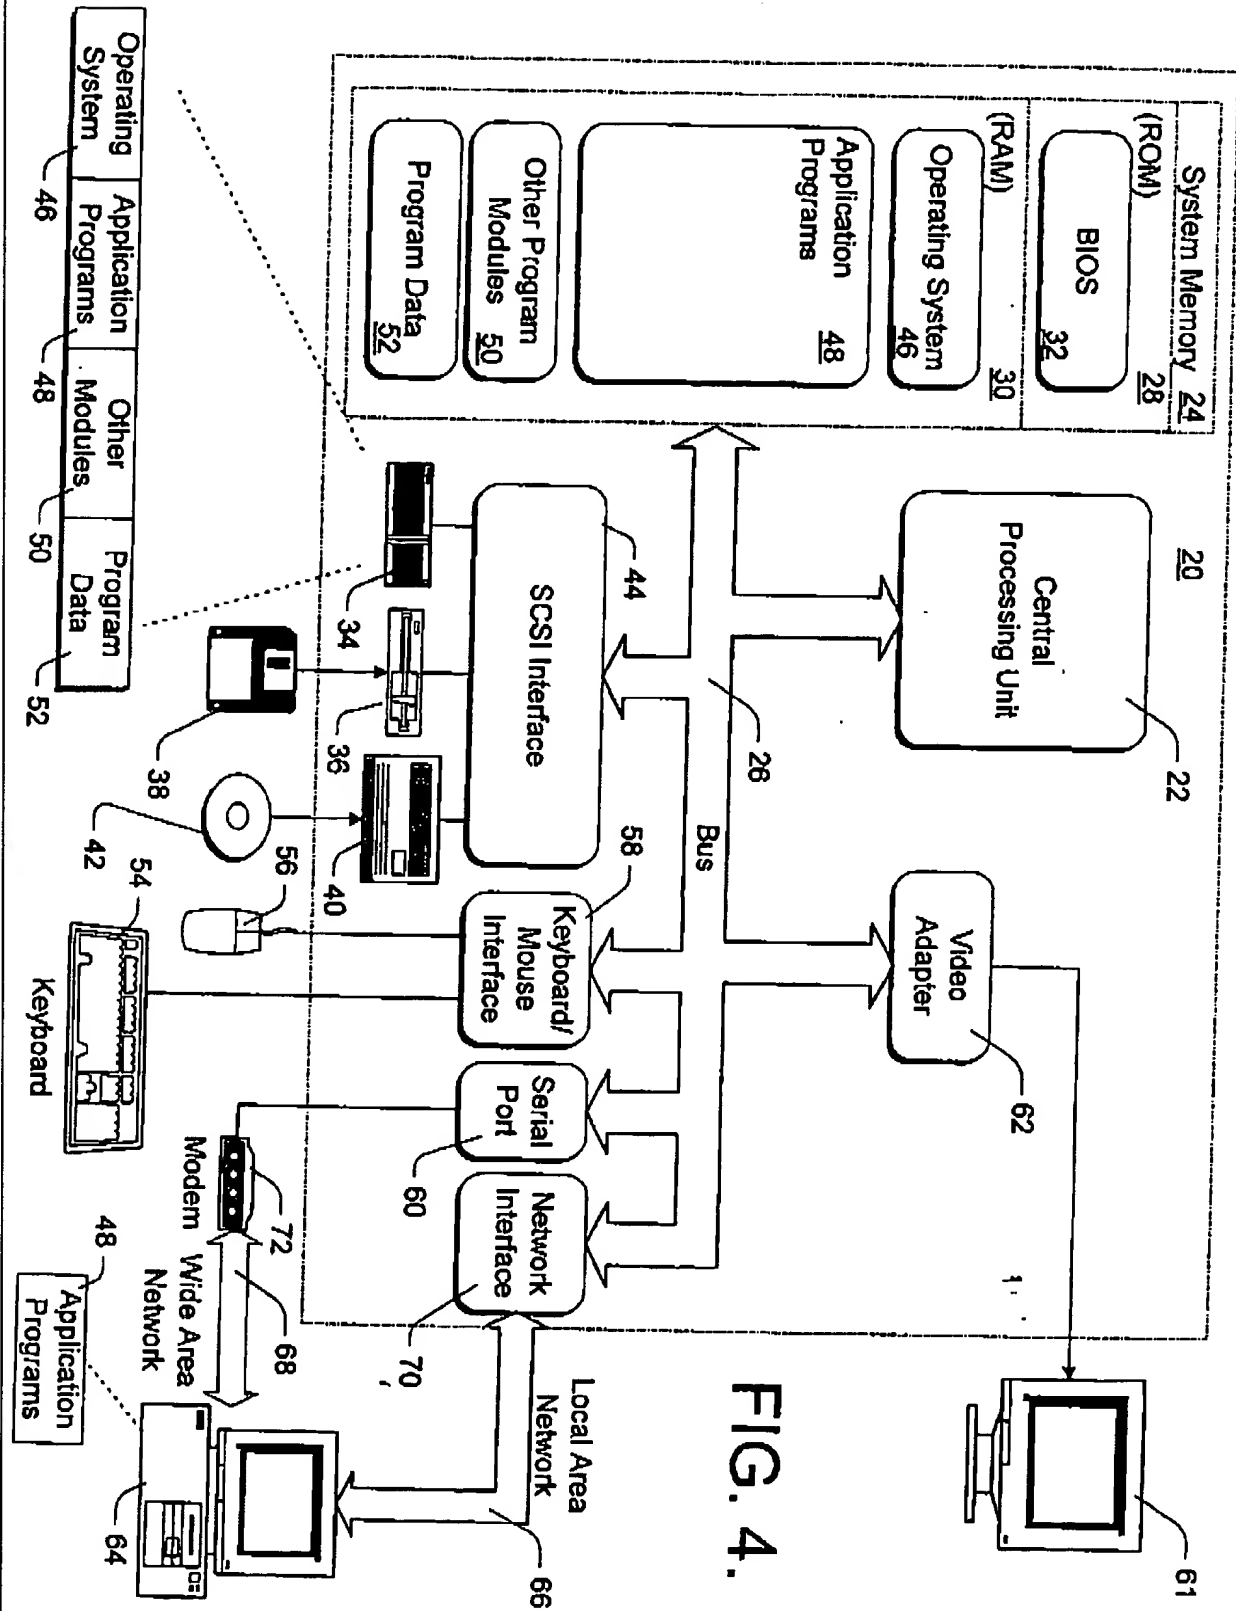 20
System Memory 24
(ROM) 28
BIOS
32
(RAM) 30
Operating System
46
Application
Programs
48
Other Program
Modules
50
Program Data
52
Central
Processing Unit
22
Video
Adapter
62
61
26
Bus
44
SCSI Interface
58
Keyboard/
Mouse
Interface
Serial
Port
60
Network
Interface
70
Local Area
Network
66
34
36
40
38
42
56
54
Keyboard
72
Modem
68
Wide Area
Network
64
48
Application
Programs
Operating
System
Application
Programs
Other
Modules
Program
Data
46
48
50
52
FIG. 4.